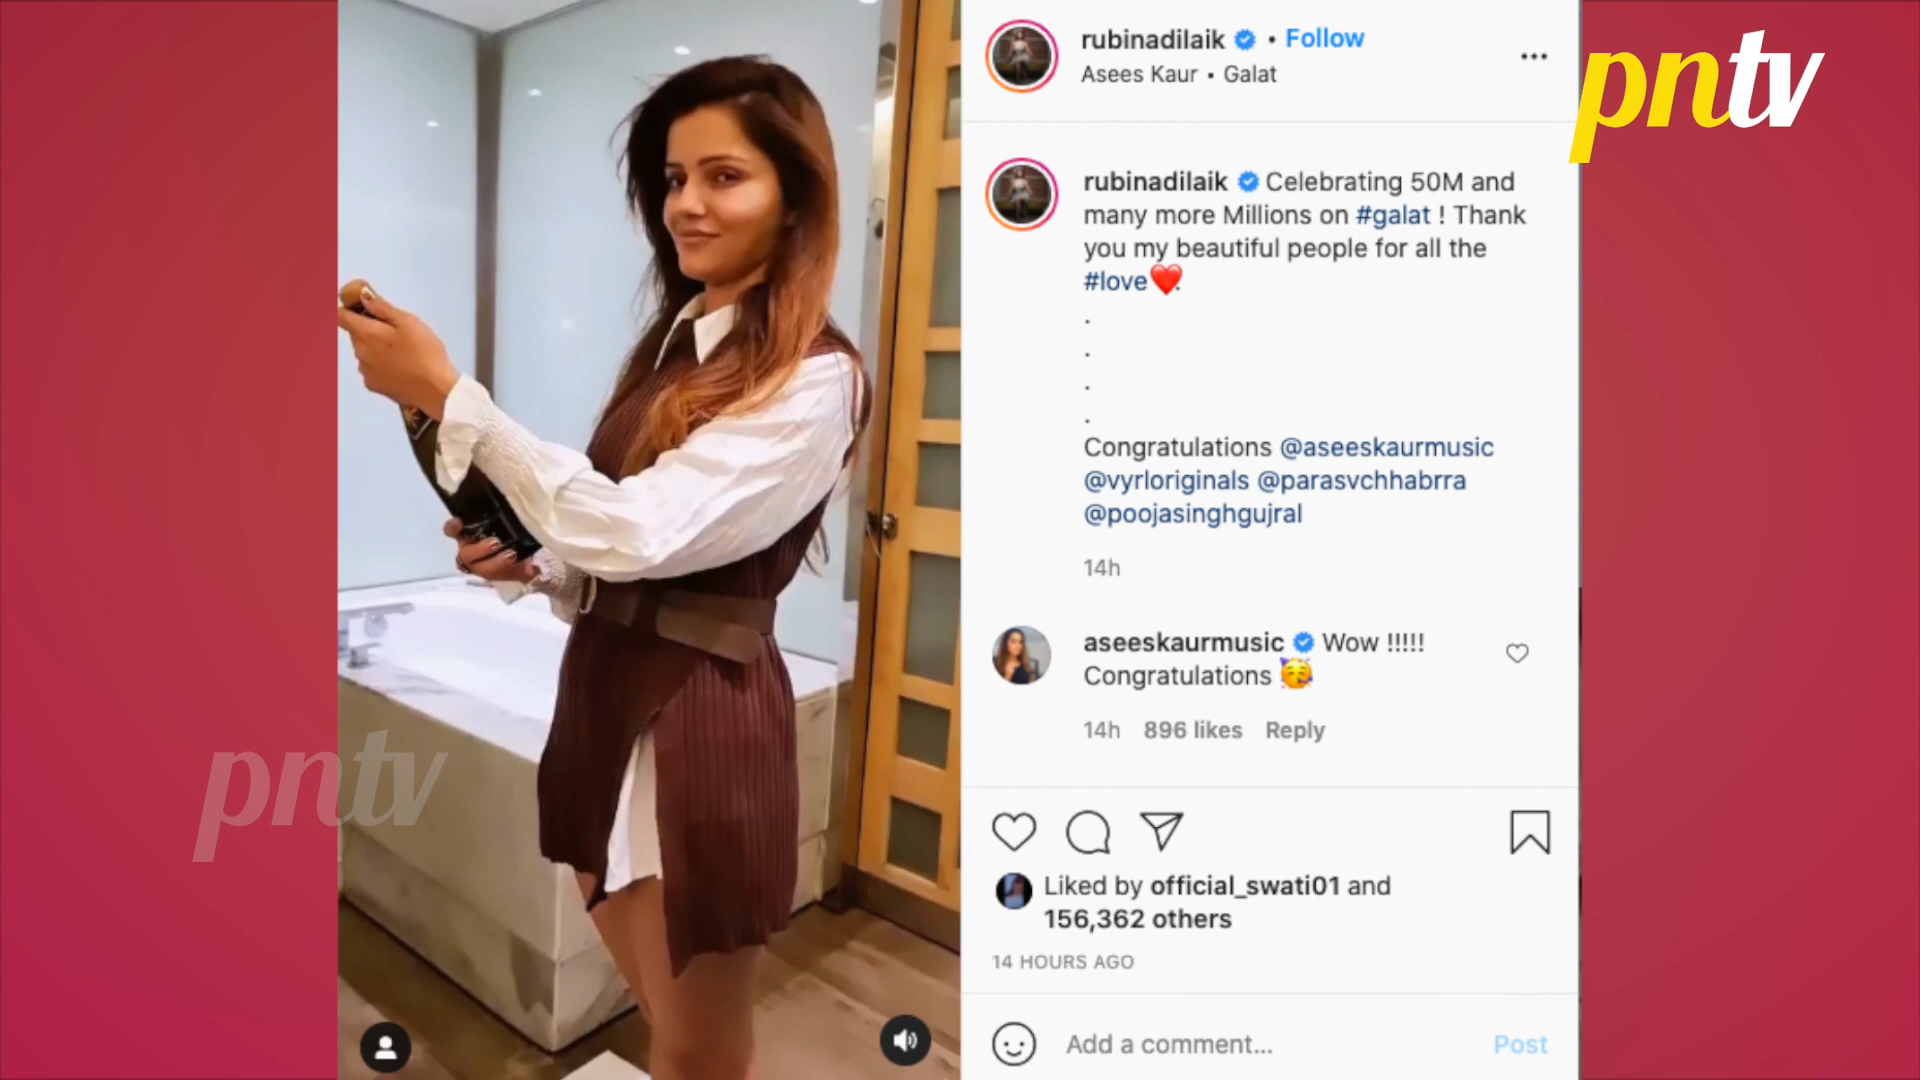 rubinadilaik • Follow
Asees Kaur • Galat
pntv
rubinadilaik Celebrating 50M and
many more Millions on #galat ! Thank
you my beautiful people for all the
#love❤️.
.
.
.
.
Congratulations @aseeskaurmusic
@vyrloriginals @parasvchhabrra
@poojasinghgujral
14h
aseeskaurmusic Wow !!!!!
Congratulations 🥳
14h 896 likes Reply
pntv
Liked by official_swati01 and
156,362 others
14 HOURS AGO
Add a comment... Post